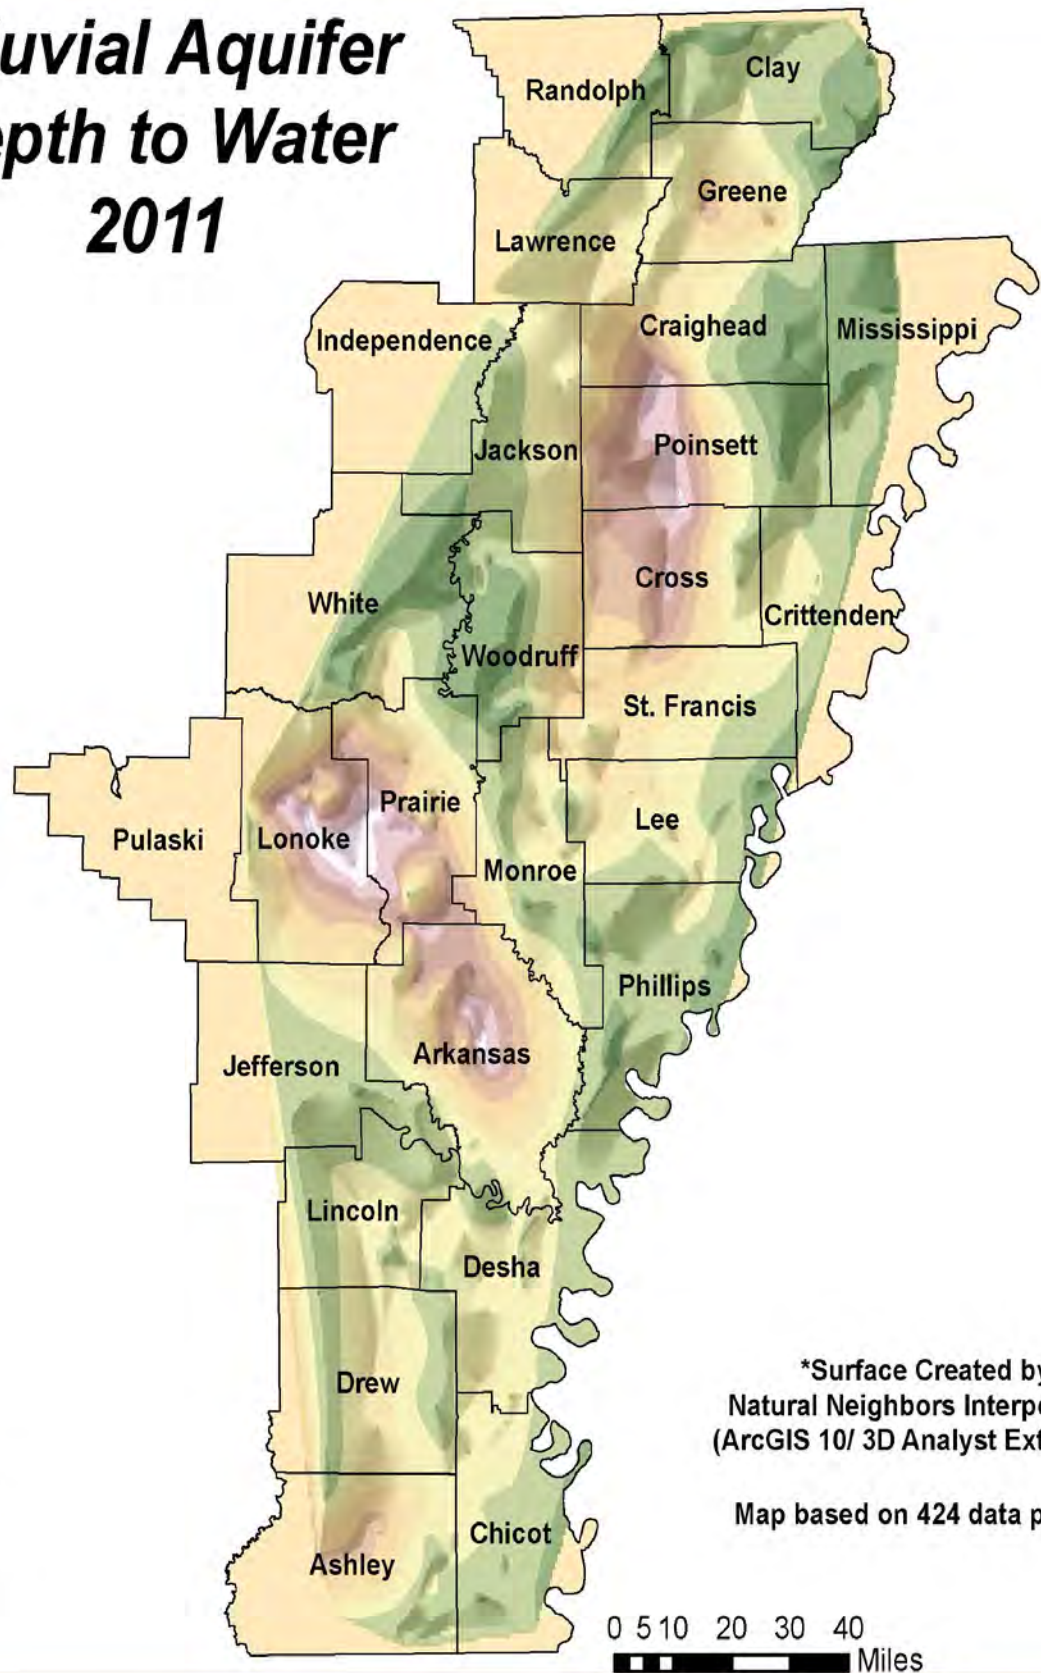 uvial Aquifer
epth to Water
2011
Randolph
Clay
Greene
Lawrence
Independence
Craighead
Mississippi
Jackson
Poinsett
White
Cross
Crittenden
Woodruff
St. Francis
Pulaski
Lonoke
Prairie
Lee
Monroe
Phillips
Jefferson
Arkansas
Lincoln
Desha
Drew
Chicot
Ashley
*Surface Created by
Natural Neighbors Interpo
(ArcGIS 10/ 3D Analyst Ext
Map based on 424 data p
0 5 10 20 30 40
Miles